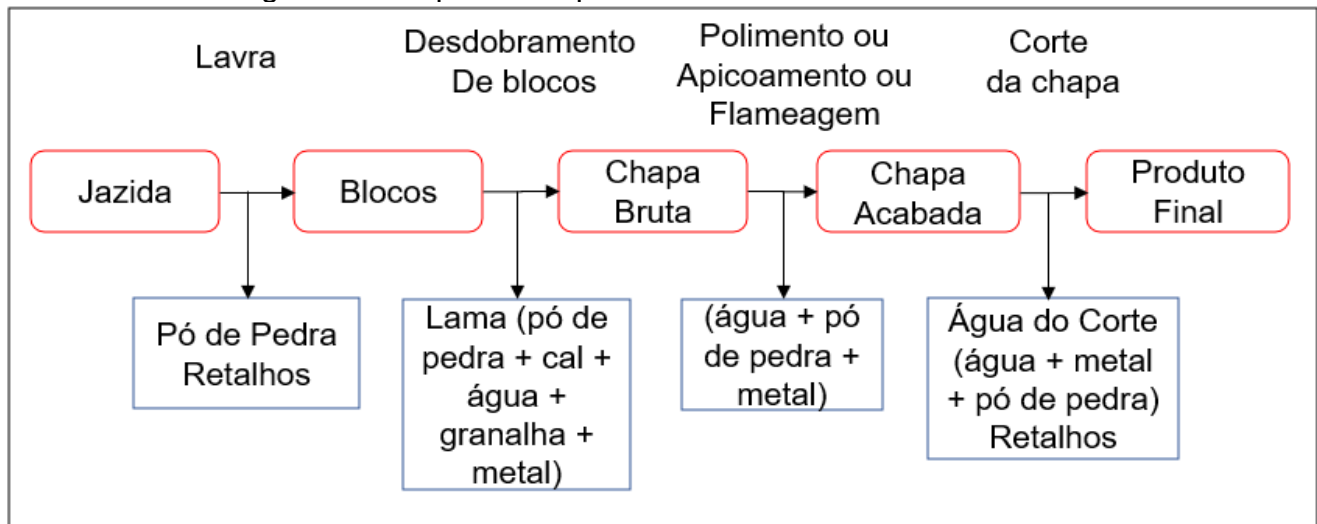 Lavra
Desdobramento
De blocos
Polimento ou
Apicoamento ou
Flameagem
Corte
da chapa
Jazida
Blocos
Chapa
Bruta
Chapa
Acabada
Produto
Final
Pó de Pedra
Retalhos
Lama (pó de
pedra + cal +
água +
granalha +
metal)
(água + pó
de pedra +
metal)
Água do Corte
(água + metal
+ pó de pedra)
Retalhos